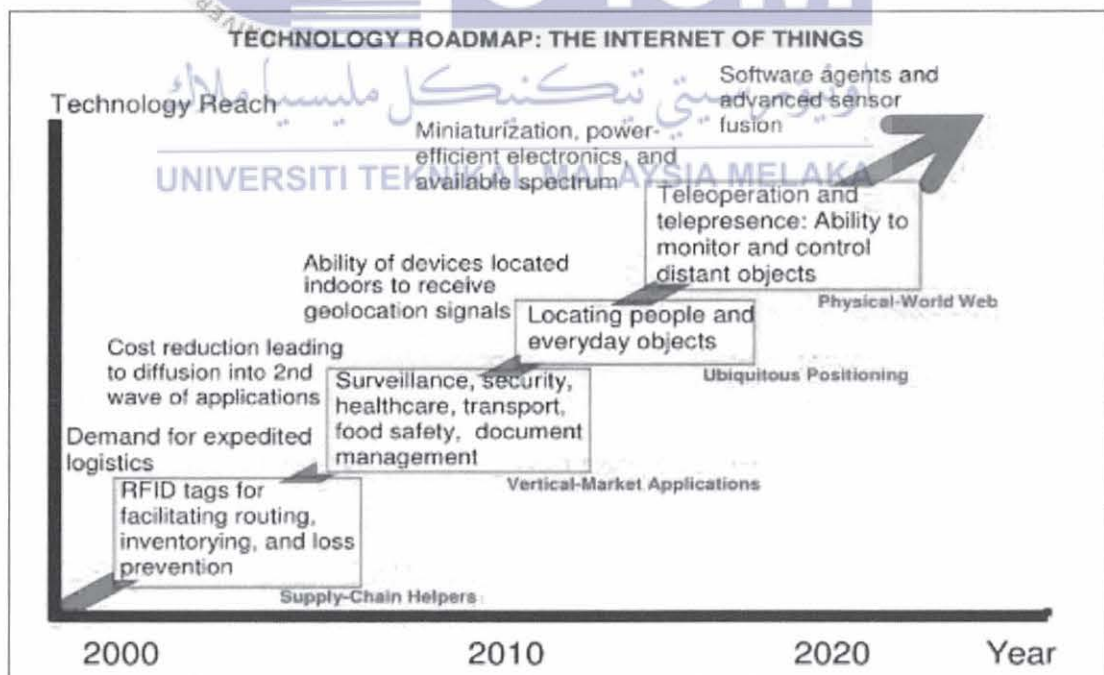 UTeM
TECHNOLOGY ROADMAP: THE INTERNET OF THINGS
اونيورسيتي تيكنيكل مليسيا ملاك
UNIVERSITI TEKNIKAL MALAYSIA MELAKA
Technology Reach
Software agents and
advanced sensor
fusion
Miniaturization, power-
efficient electronics, and
available spectrum
Teleoperation and
telepresence: Ability to
monitor and control
distant objects
Physical-World Web
Ability of devices located
indoors to receive
geolocation signals
Locating people and
everyday objects
Ubiquitous Positioning
Cost reduction leading
to diffusion into 2nd
wave of applications
Surveillance, security,
healthcare, transport,
food safety, document
management
Vertical-Market Applications
Demand for expedited
logistics
RFID tags for
facilitating routing,
inventorying, and loss
prevention
Supply-Chain Helpers
2000
2010
2020
Year